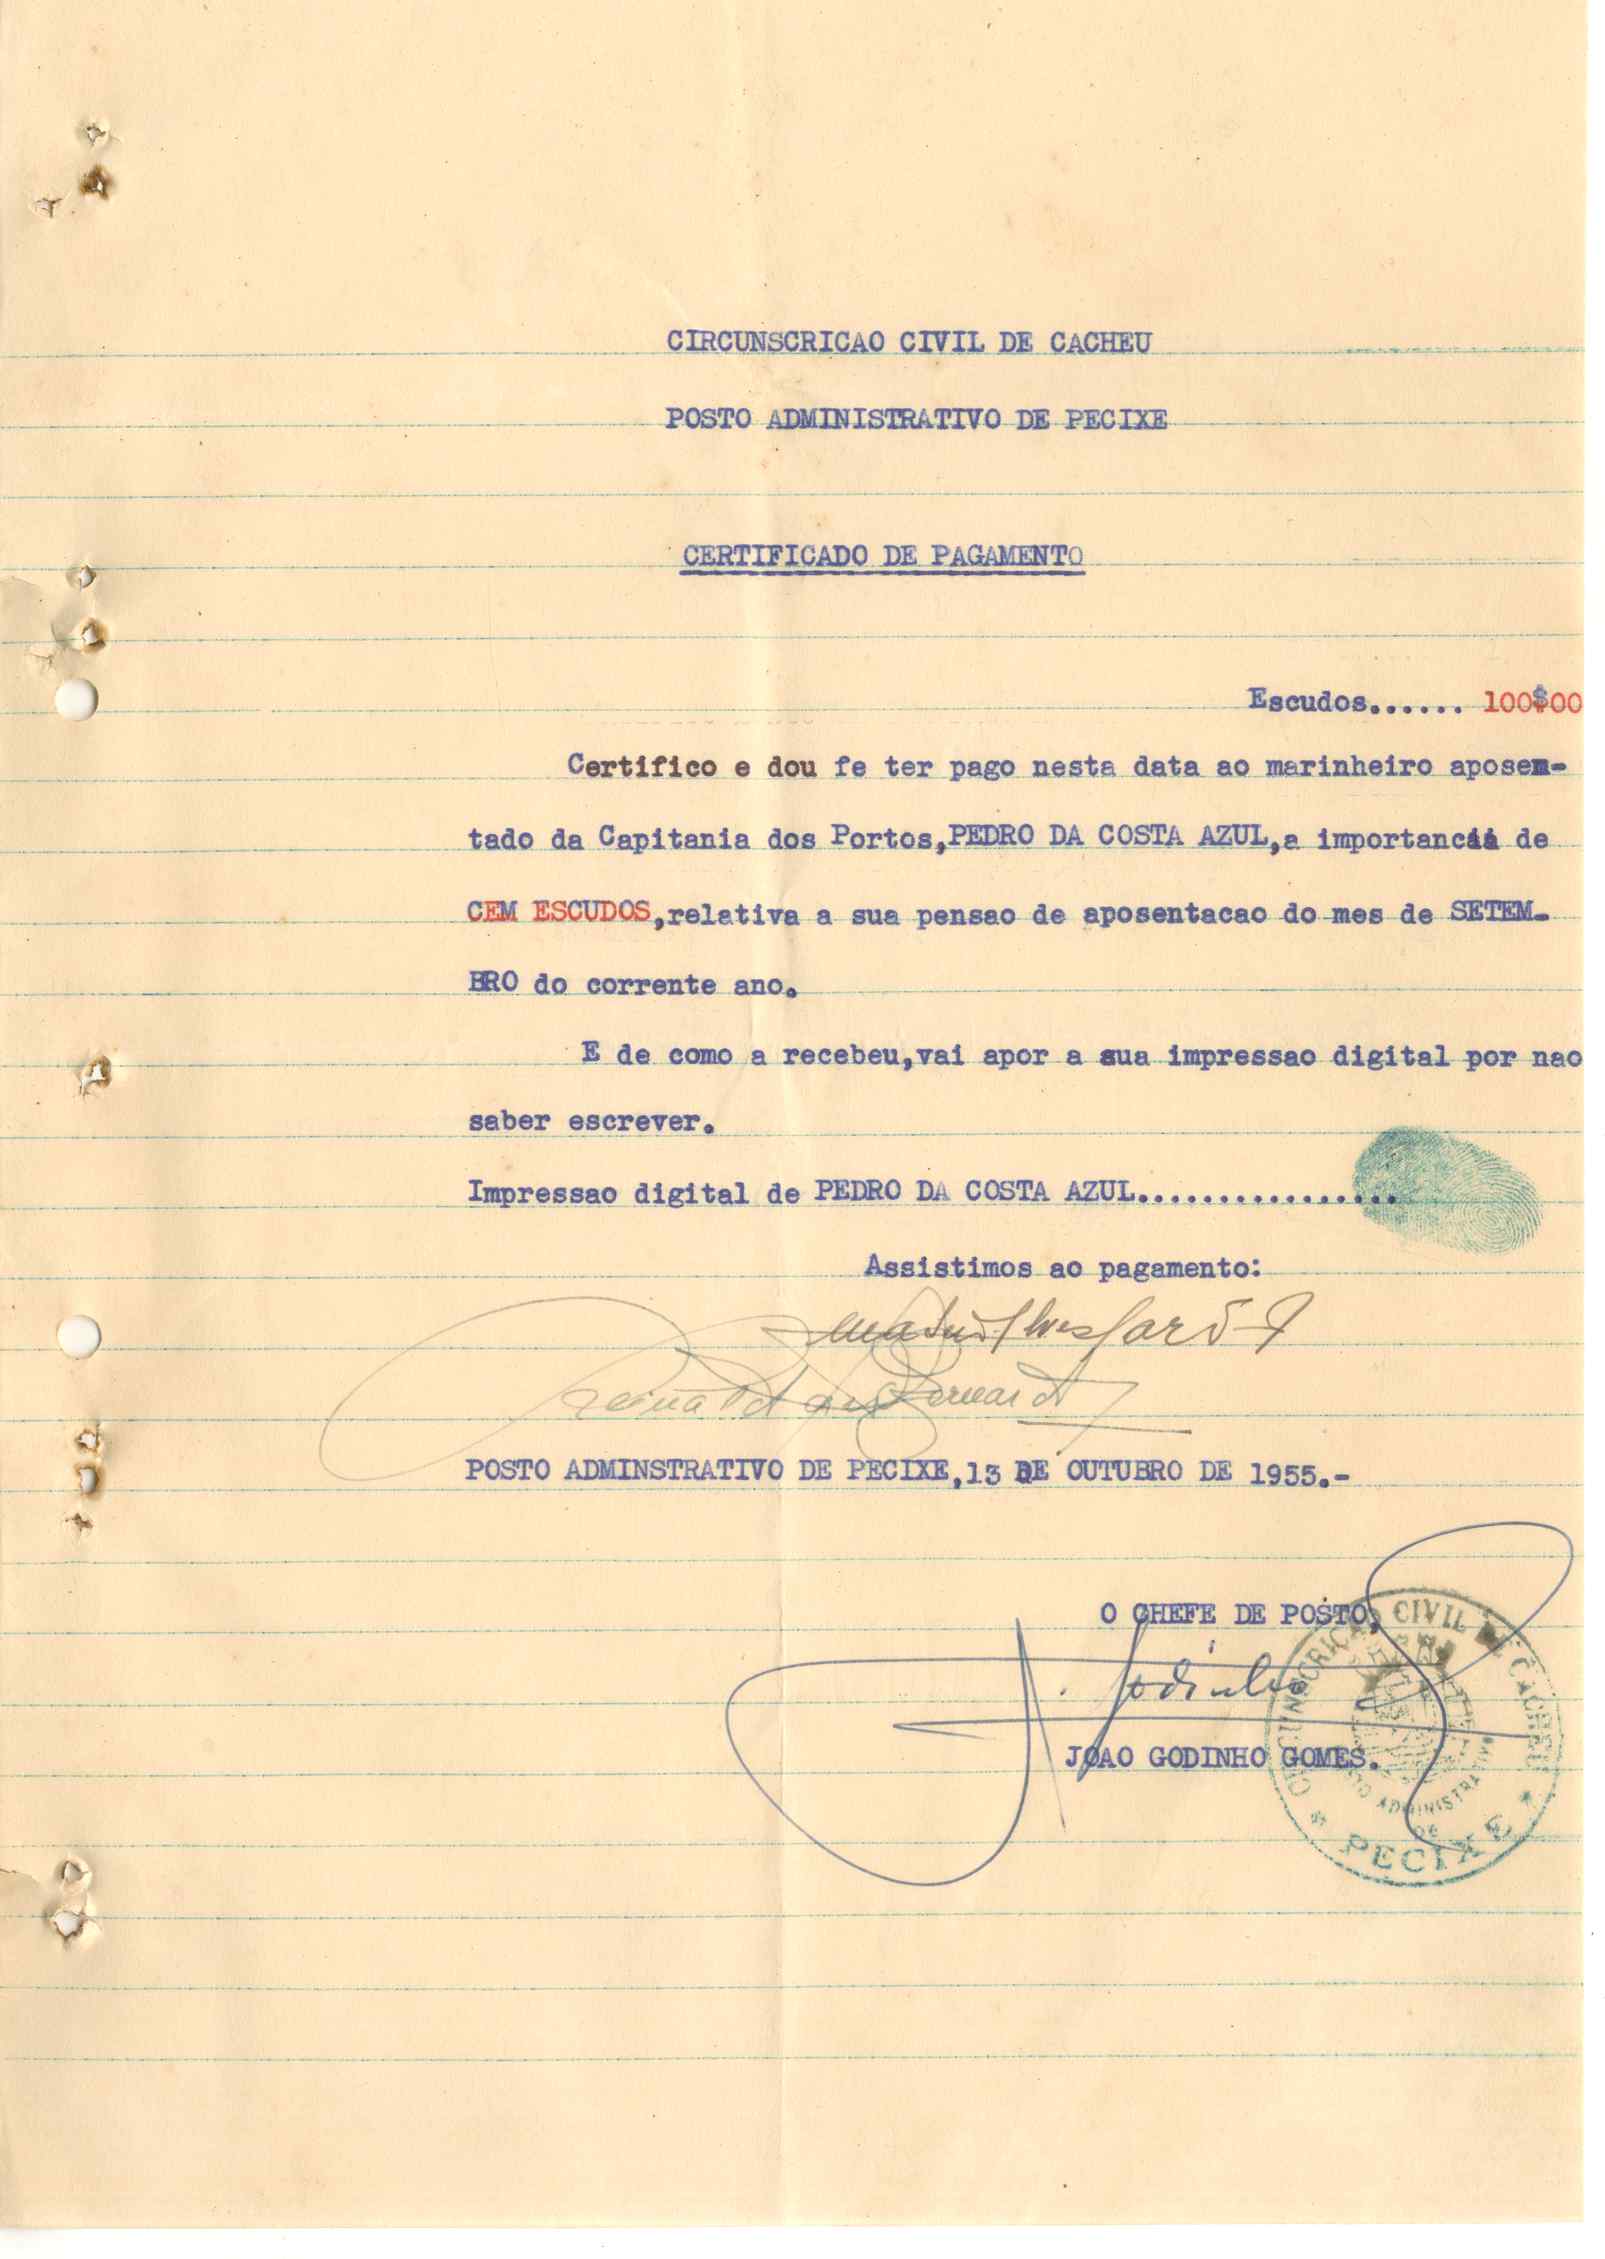 CIRCUNSCRICAO CIVIL DE CACHEU
POSTO ADMINISTRATIVO DE PECIXE
CERTIFICADO DE PAGAMENTO
Escudos...... 100$00
Certifico e dou fe ter pago nesta data ao marinheiro aposen-
tado da Capitania dos Portos,PEDRO DA COSTA AZUL,a importancia de
CEM ESCUDOS,relativa a sua pensao de aposentacao do mes de SETEM-
BRO do corrente ano.
E de como a recebeu,vai apor a sua impressao digital por nao
saber escrever.
Impressao digital de PEDRO DA COSTA AZUL.................
Assistimos ao pagamento:
POSTO ADMINSTRATIVO DE PECIXE,13 DE OUTUBRO DE 1955.-
O CHEFE DE POSTO,
J. Godinho
JOAO GODINHO GOMES.
CIRCUNSCRIÇÃO CIVIL DE CACHEU
POSTO ADMINISTRATIVO
DE
* PECIXE *